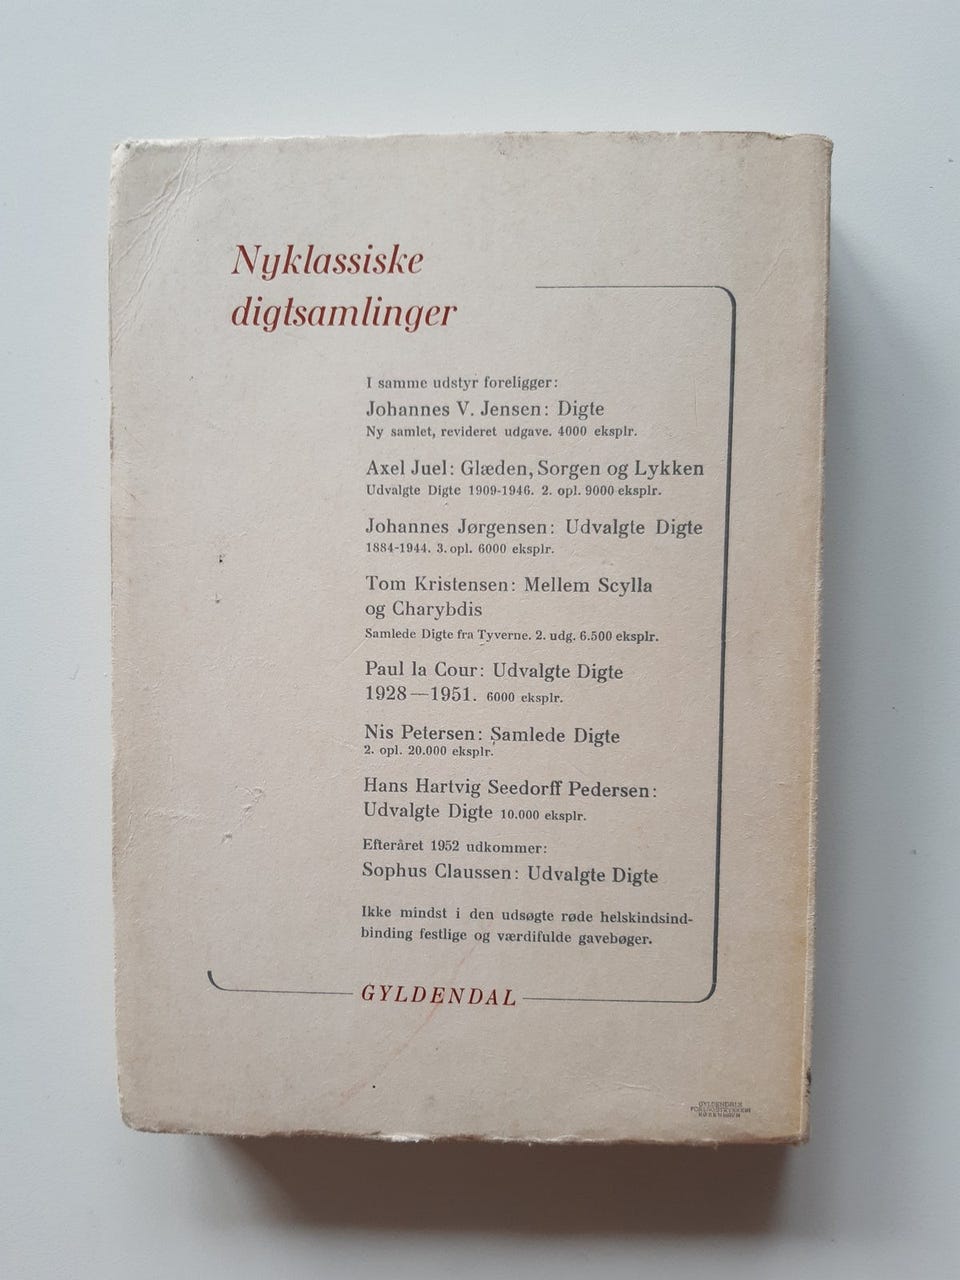 Nyklassiske
digtsamlinger
I samme udstyr foreligger:
Johannes V. Jensen: Digte
Ny samlet, revideret udgave. 4000 eksplr.
Axel Juel: Glæden, Sorgen og Lykken
Udvalgte Digte 1909-1946. 2. opl. 9000 eksplr.
Johannes Jørgensen: Udvalgte Digte
1884-1944. 3. opl. 6000 eksplr.
Tom Kristensen: Mellem Scylla
og Charybdis
Samlede Digte fra Tyverne. 2. udg. 6.500 eksplr.
Paul la Cour: Udvalgte Digte
1928—1951. 6000 eksplr.
Nis Petersen: Samlede Digte
2. opl. 20.000 eksplr.
Hans Hartvig Seedorff Pedersen:
Udvalgte Digte 10.000 eksplr.
Efteråret 1952 udkommer:
Sophus Claussen: Udvalgte Digte
Ikke mindst i den udsøgte røde helskindsind-
binding festlige og værdifulde gavebøger.
GYLDENDAL
GYLDENDALS
FORLAGSTRYKKERI
KØBENHAVN